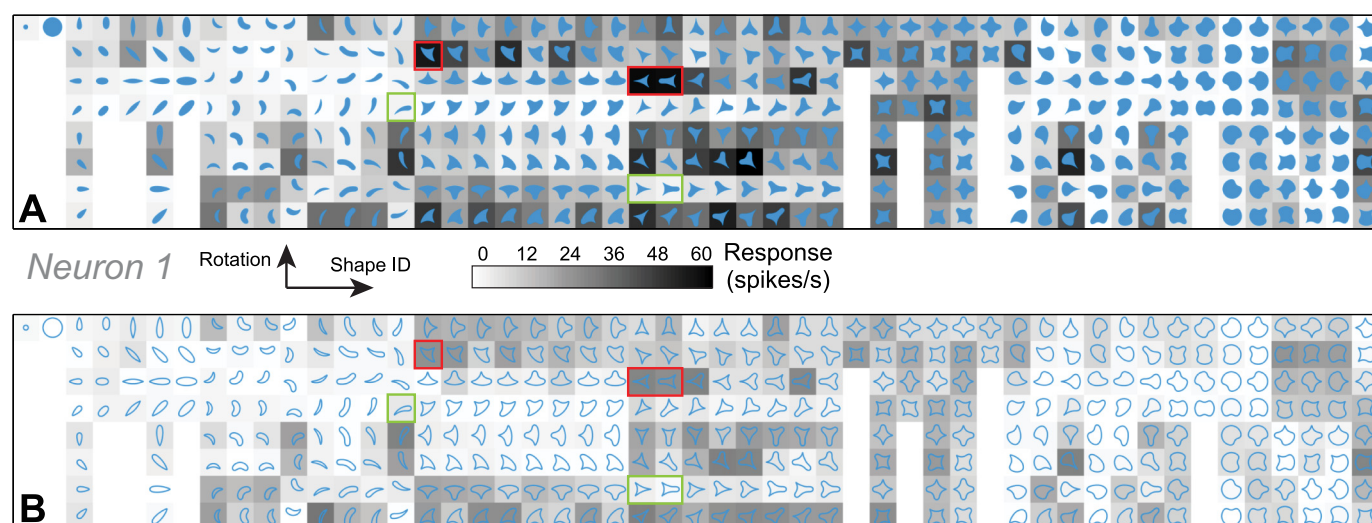 A
Neuron 1
Rotation
Shape ID
0 12 24 36 48 60
Response
(spikes/s)
B